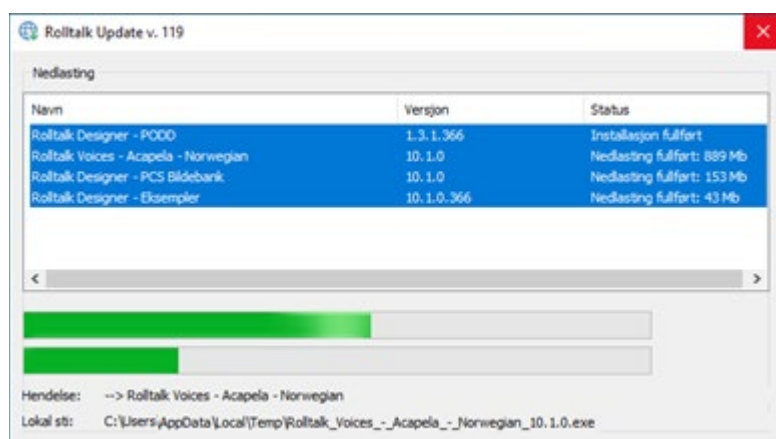 Rolltalk Update v. 119
Nedlasting
Navn Versjon Status
Rolltalk Designer - PODD 1.3.1.366 Installasjon fullført
Rolltalk Voices - Acapela - Norwegian 10.1.0 Nedlasting fullført: 889 Mb
Rolltalk Designer - PCS Bildebank 10.1.0 Nedlasting fullført: 153 Mb
Rolltalk Designer - Eksempler 10.1.0.366 Nedlasting fullført: 43 Mb
Hendelse: --> Rolltalk Voices - Acapela - Norwegian
Lokal sti: C:\Users\AppData\Local\Temp\Rolltalk_Voices_-_Acapela_-_Norwegian_10.1.0.exe